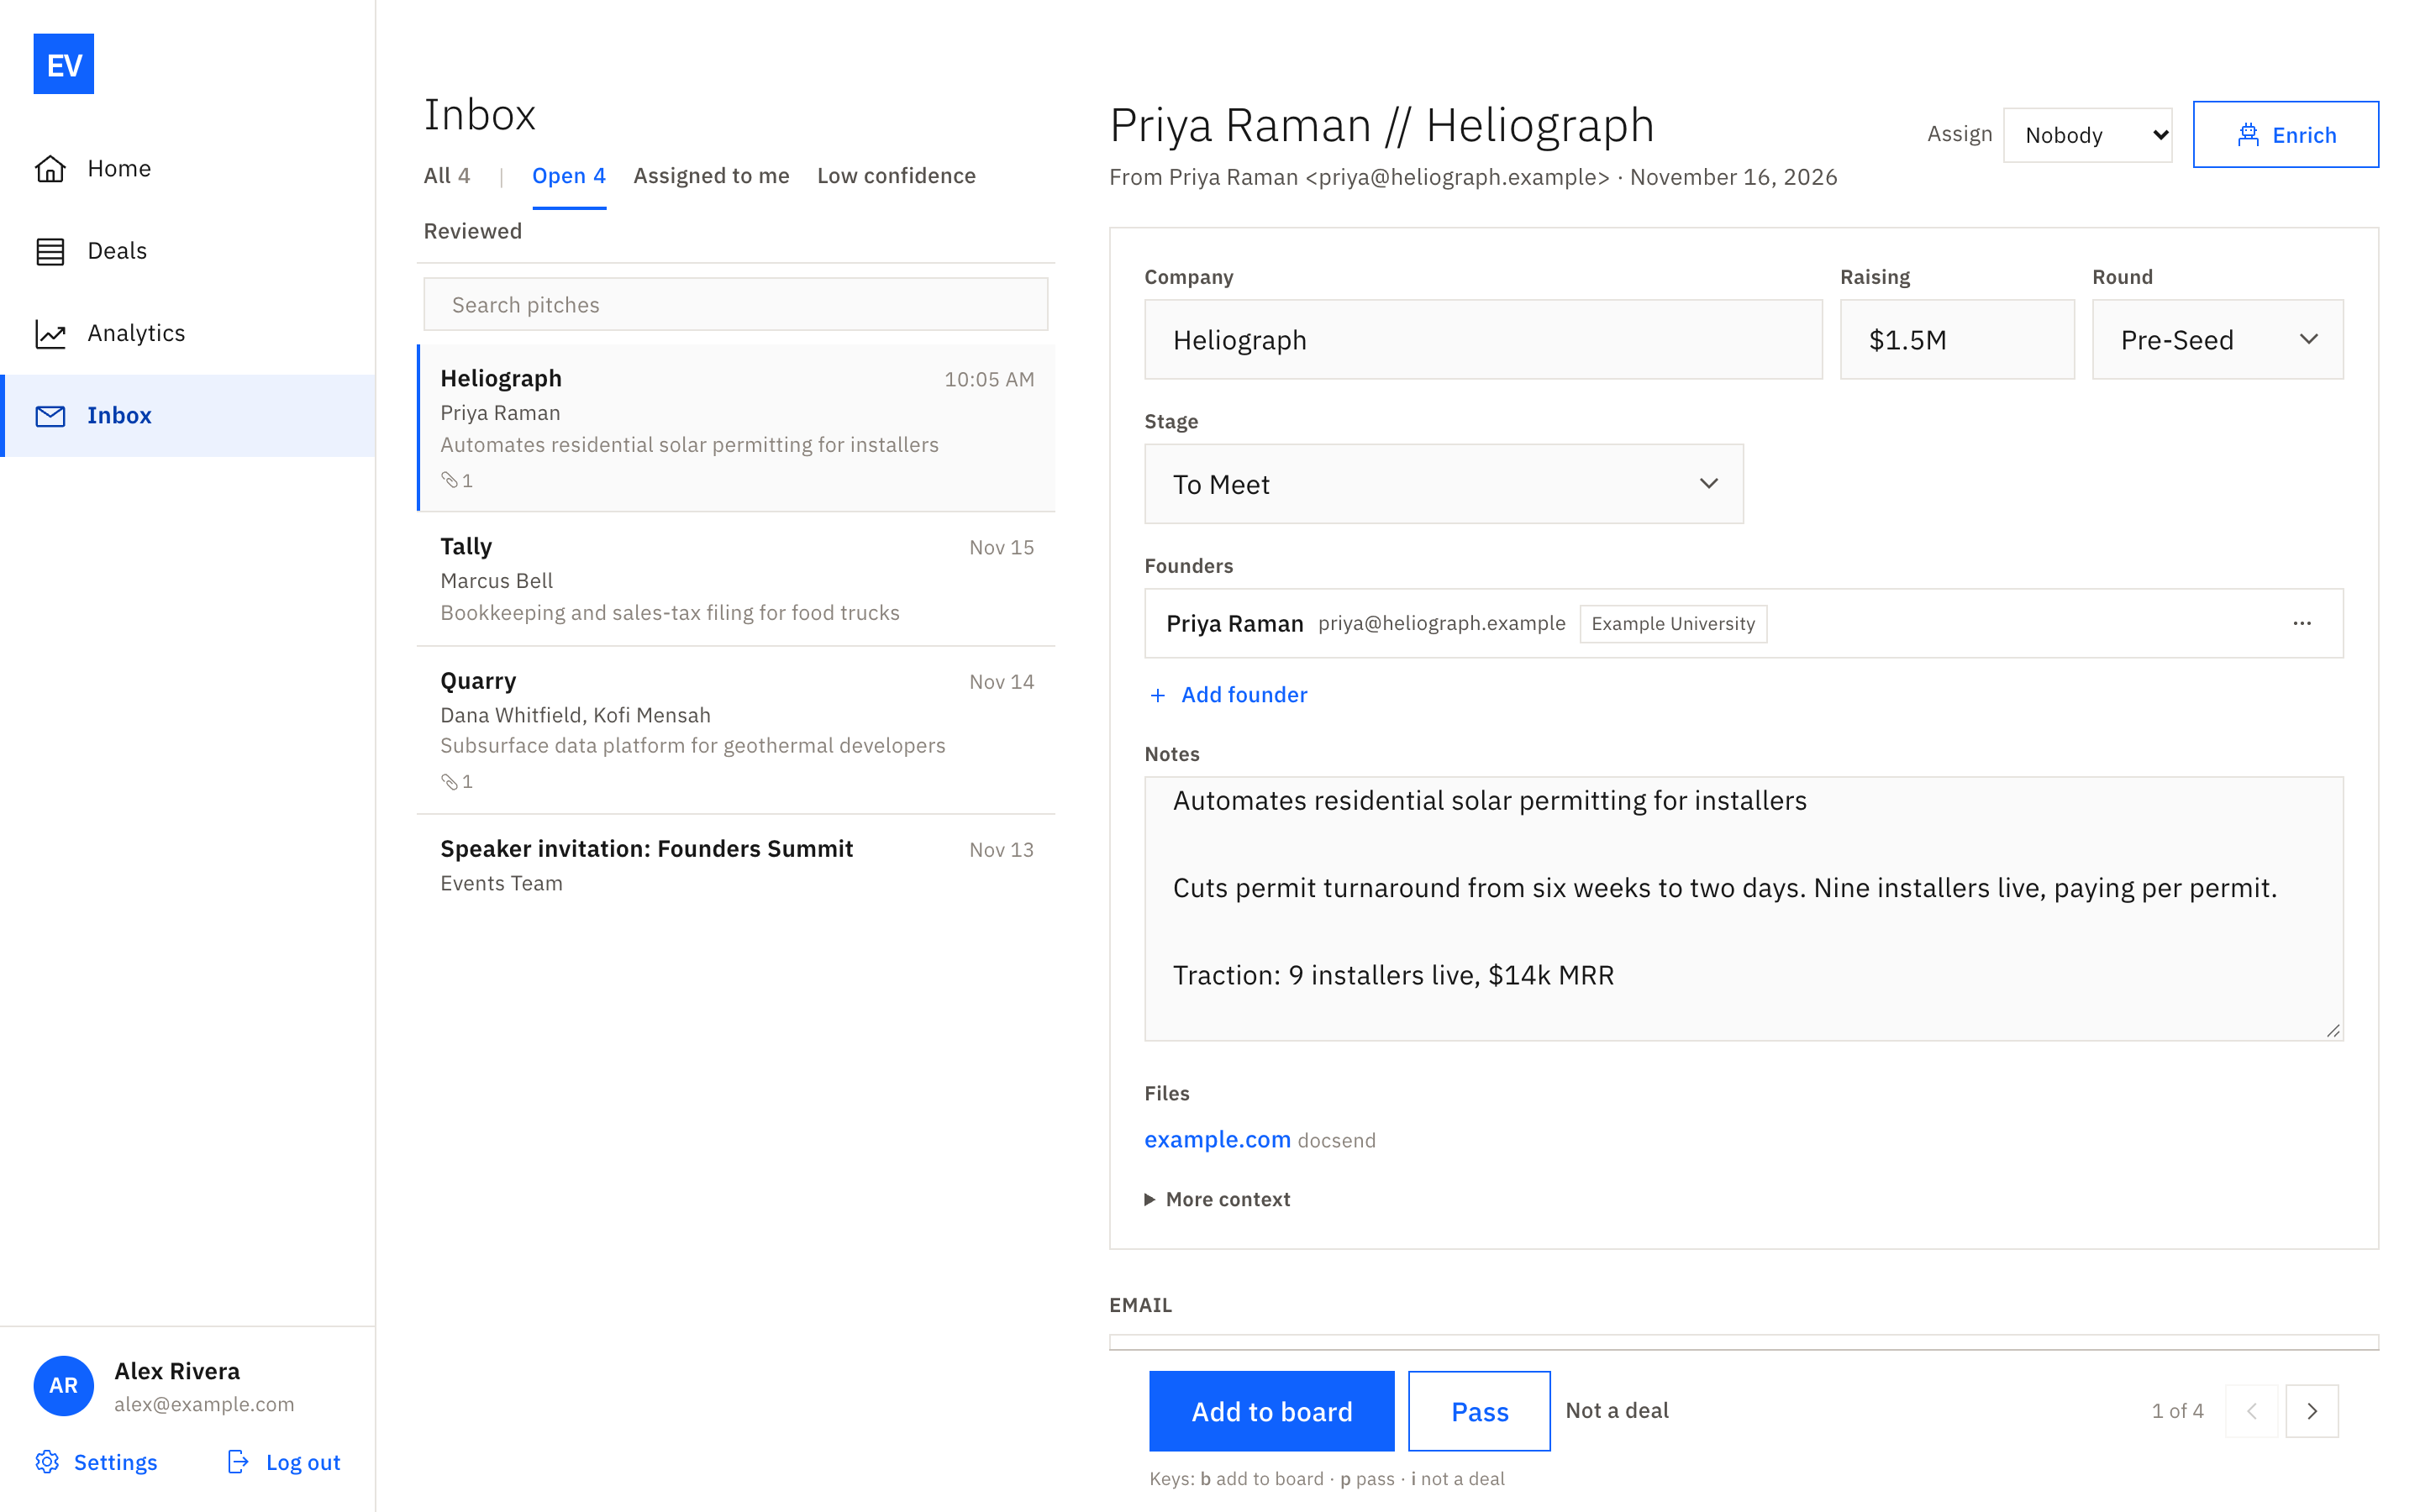 EV
Home
Deals
Analytics
Inbox
Alex Rivera
AR
alex@example.com
Settings
Log out
Inbox
All 4 | Open 4 Assigned to me Low confidence
Reviewed
Search pitches
Heliograph 10:05 AM
Priya Raman
Automates residential solar permitting for installers
1
Tally Nov 15
Marcus Bell
Bookkeeping and sales-tax filing for food trucks
Quarry Nov 14
Dana Whitfield, Kofi Mensah
Subsurface data platform for geothermal developers
1
Speaker invitation: Founders Summit Nov 13
Events Team
Priya Raman // Heliograph
Assign Nobody Enrich
From Priya Raman <priya@heliograph.example> · November 16, 2026
Company Raising Round
Heliograph $1.5M Pre-Seed
Stage
To Meet
Founders
Priya Raman priya@heliograph.example Example University ...
+ Add founder
Notes
Automates residential solar permitting for installers
Cuts permit turnaround from six weeks to two days. Nine installers live, paying per permit.
Traction: 9 installers live, $14k MRR
Files
example.com docsend
More context
EMAIL
Add to board Pass Not a deal 1 of 4
Keys: b add to board · p pass · i not a deal